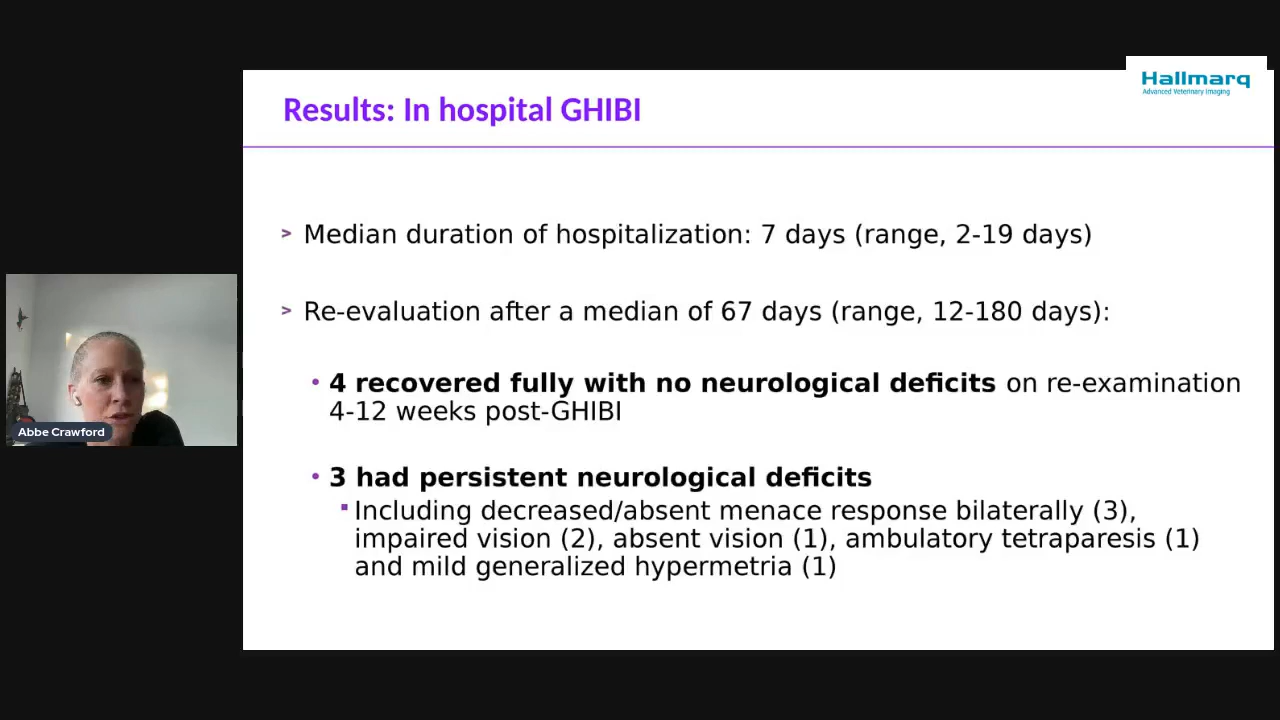 Hallmarq
Advanced Veterinary Imaging
Results: In hospital GHIBI
> Median duration of hospitalization: 7 days (range, 2-19 days)
> Re-evaluation after a median of 67 days (range, 12-180 days):
• 4 recovered fully with no neurological deficits on re-examination
4-12 weeks post-GHIBI
• 3 had persistent neurological deficits
▪ Including decreased/absent menace response bilaterally (3),
impaired vision (2), absent vision (1), ambulatory tetraparesis (1)
and mild generalized hypermetria (1)
Abbe Crawford